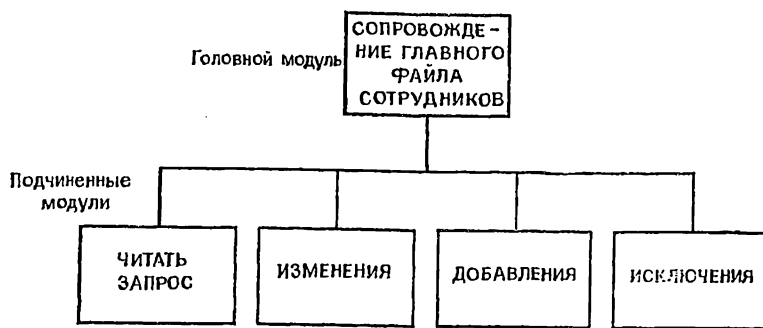 СОПРОВОЖДЕ-
НИЕ ГЛАВНОГО
ФАЙЛА
СОТРУДНИКОВ
Головной модуль
Подчиненные
модули
ЧИТАТЬ
ЗАПРОС
ИЗМЕНЕНИЯ
ДОБАВЛЕНИЯ
ИСКЛЮЧЕНИЯ